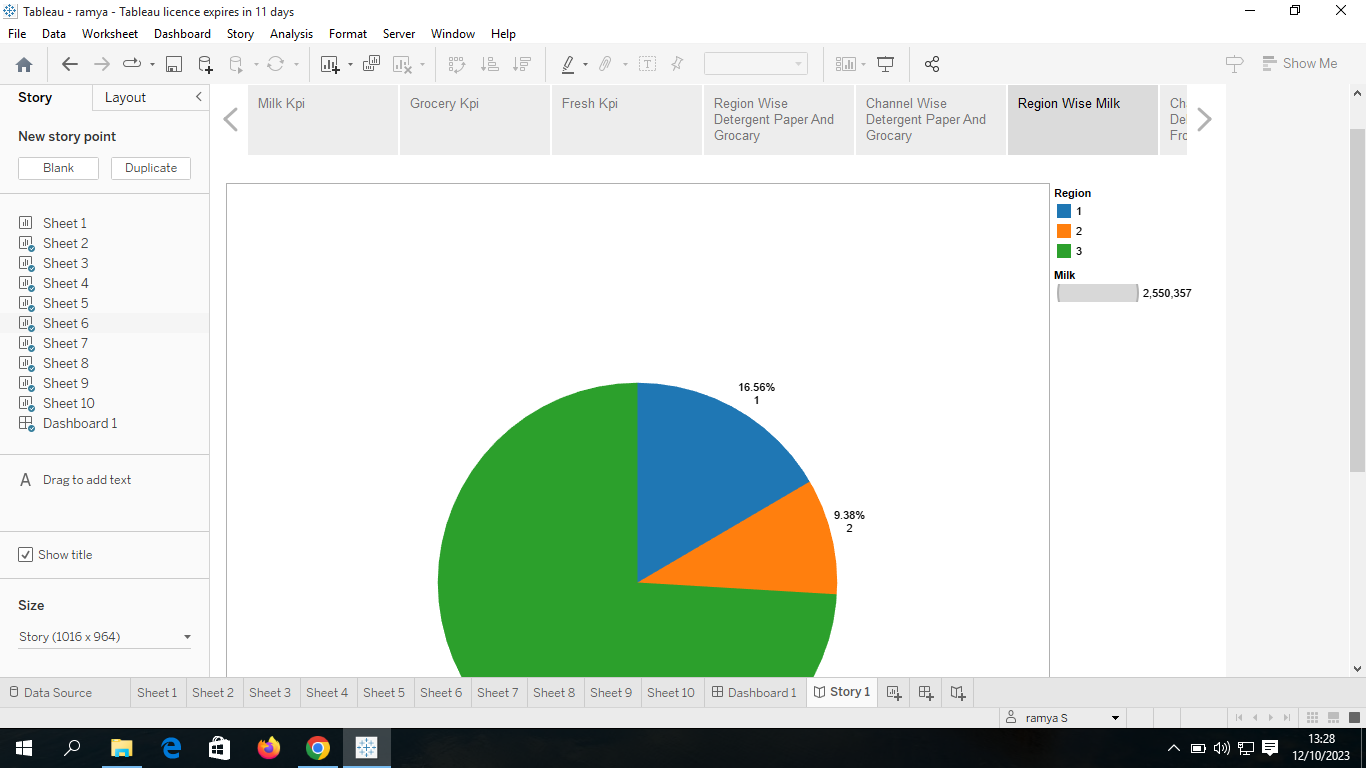 Tableau - ramya - Tableau licence expires in 11 days
File Data Worksheet Dashboard Story Analysis Format Server Window Help
Show Me
Story Layout
New story point
Blank Duplicate
Sheet 1
Sheet 2
Sheet 3
Sheet 4
Sheet 5
Sheet 6
Sheet 7
Sheet 8
Sheet 9
Sheet 10
Dashboard 1
A Drag to add text
Show title
Size
Story (1016 x 964)
Milk Kpi
Grocery Kpi
Fresh Kpi
Region Wise
Detergent Paper And
Grocary
Channel Wise
Detergent Paper And
Grocary
Region Wise Milk
Ch
De
Fro
Region
1
2
3
Milk
2,550,357
16.56%
1
9.38%
2
Data Source Sheet 1 Sheet 2 Sheet 3 Sheet 4 Sheet 5 Sheet 6 Sheet 7 Sheet 8 Sheet 9 Sheet 10 Dashboard 1 Story 1
ramya S
13:28
12/10/2023